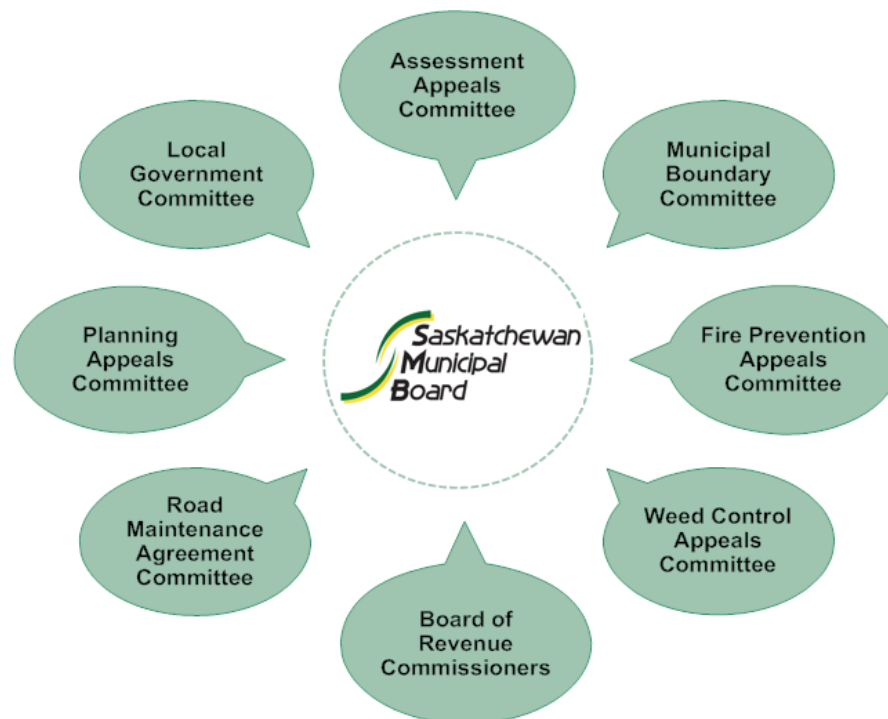 Assessment
Appeals
Committee
Local
Government
Committee
Municipal
Boundary
Committee
Planning
Appeals
Committee
Saskatchewan
Municipal
Board
Fire Prevention
Appeals
Committee
Road
Maintenance
Agreement
Committee
Weed Control
Appeals
Committee
Board of
Revenue
Commissioners